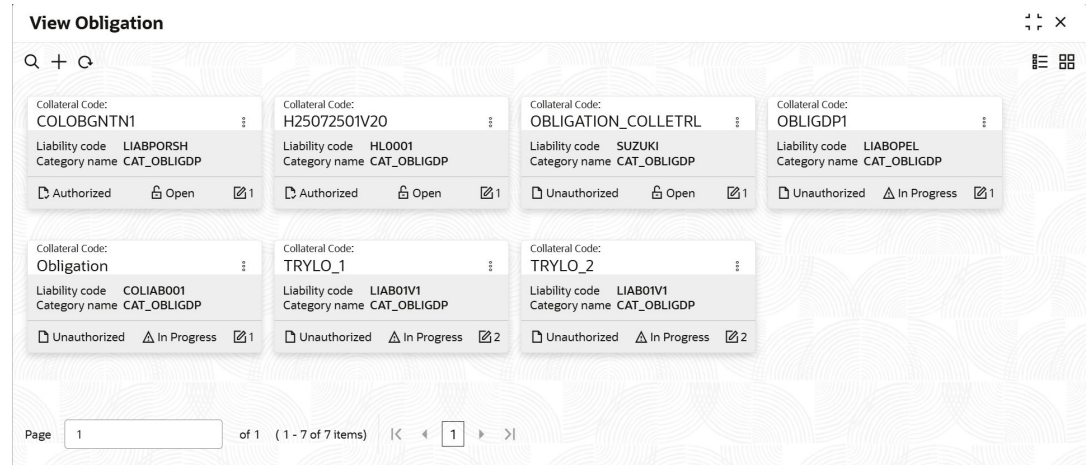 View Obligation
Collateral Code:
COLOBGNTN1
Liability code LIABPORSH
Category name CAT_OBLIGDP
Authorized Open 1
Collateral Code:
H25072501V20
Liability code HL0001
Category name CAT_OBLIGDP
Authorized Open 1
Collateral Code:
OBLIGATION_COLLETRL
Liability code SUZUKI
Category name CAT_OBLIGDP
Unauthorized Open 1
Collateral Code:
OBLIGDP1
Liability code LIABOPEL
Category name CAT_OBLIGDP
Unauthorized In Progress 1
Collateral Code:
Obligation
Liability code COLIAB001
Category name CAT_OBLIGDP
Unauthorized In Progress 1
Collateral Code:
TRYLO_1
Liability code LIAB01V1
Category name CAT_OBLIGDP
Unauthorized In Progress 2
Collateral Code:
TRYLO_2
Liability code LIAB01V1
Category name CAT_OBLIGDP
Unauthorized In Progress 2
Page 1 of 1 ( 1 - 7 of 7 items) 1